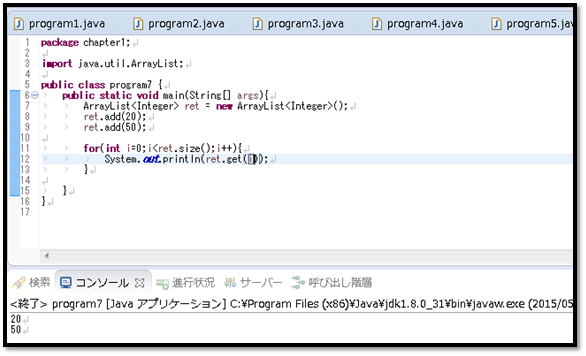 program1.java program2.java program3.java program4.java program5.java
1 package chapter1;
2
3 import java.util.ArrayList;
4
5 public class program7 {
6 public static void main(String[] args){
7 ArrayList<Integer> ret = new ArrayList<Integer>();
8 ret.add(20);
9 ret.add(50);
10
11 for(int i=0;i<ret.size();i++){
12 System.out.println(ret.get(i));
13 }
14
15 }
16 }
17
検索 コンソール 進行状況 サーバー 呼び出し階層
<終了> program7 [Java アプリケーション] C:¥Program Files (x86)¥Java¥jdk1.8.0_31¥bin¥javaw.exe (2015/05
20
50